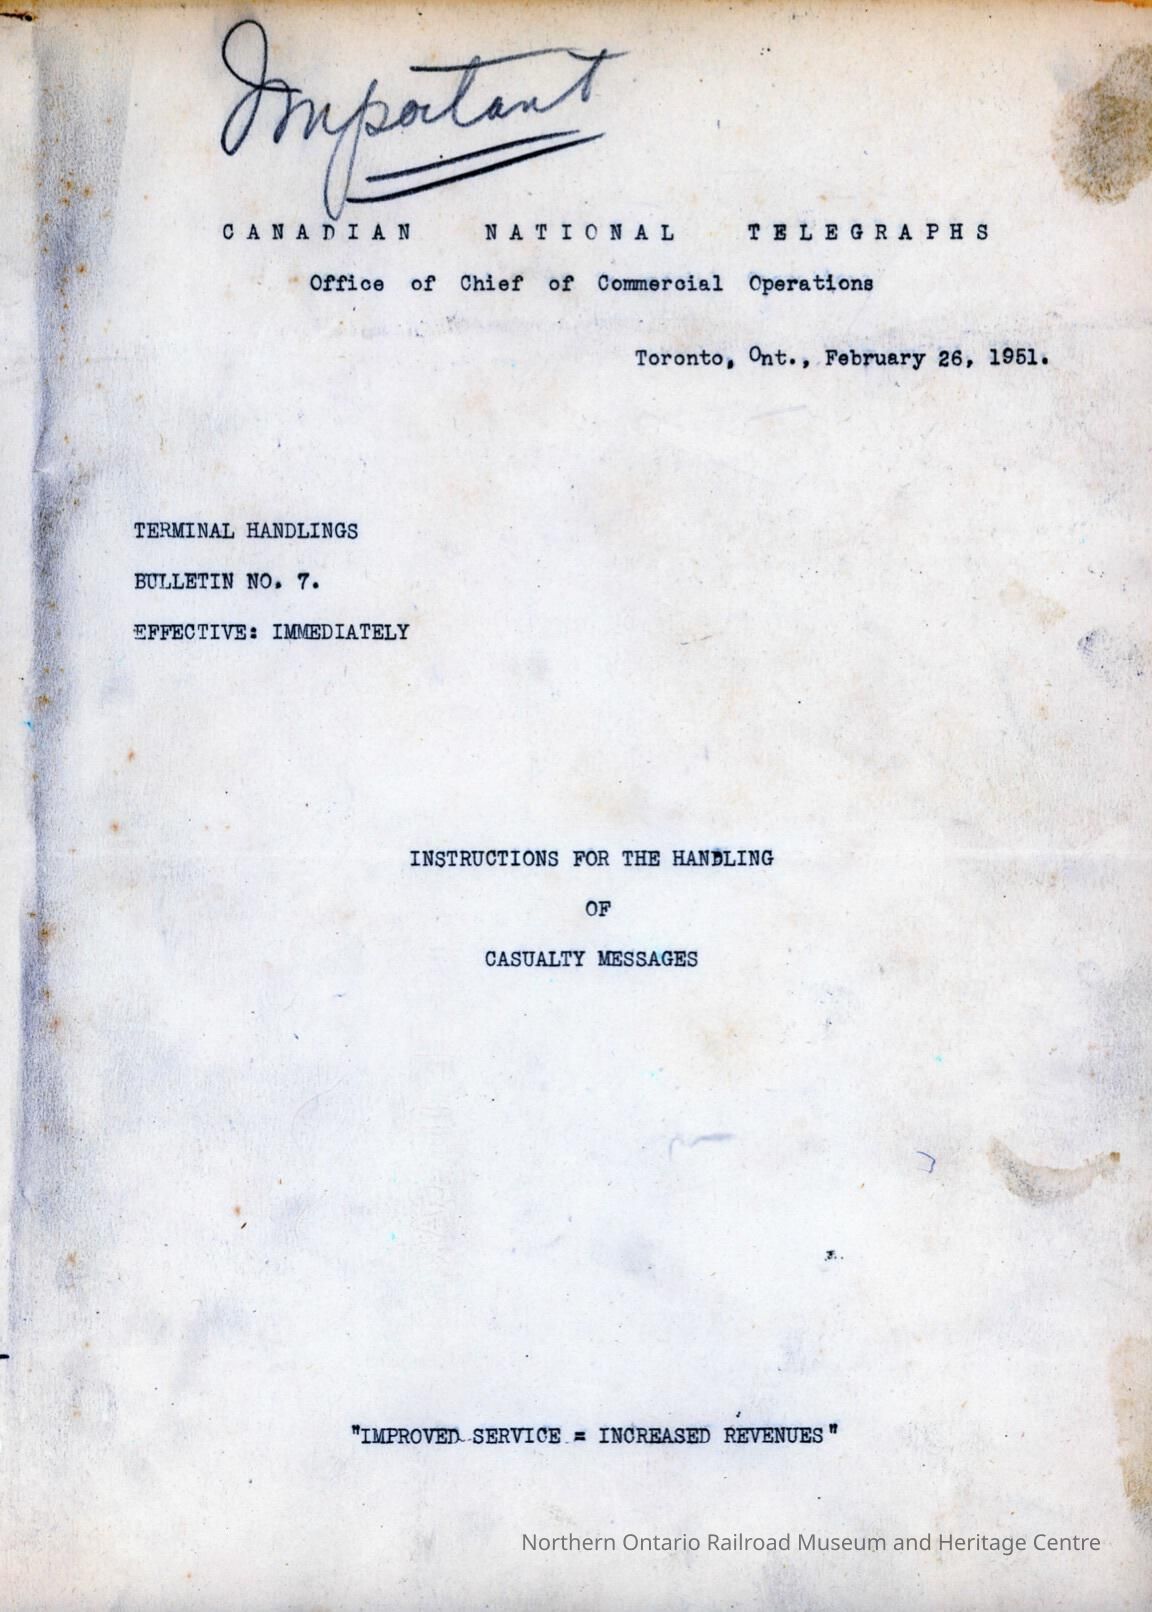 Important
CANADIAN NATIONAL TELEGRAPHS
Office of Chief of Commercial Operations
Toronto, Ont., February 26, 1951.
TERMINAL HANDLINGS
BULLETIN NO. 7.
EFFECTIVE: IMMEDIATELY
INSTRUCTIONS FOR THE HANDLING
OF
CASUALTY MESSAGES
"IMPROVED SERVICE = INCREASED REVENUES"
Northern Ontario Railroad Museum and Heritage Centre